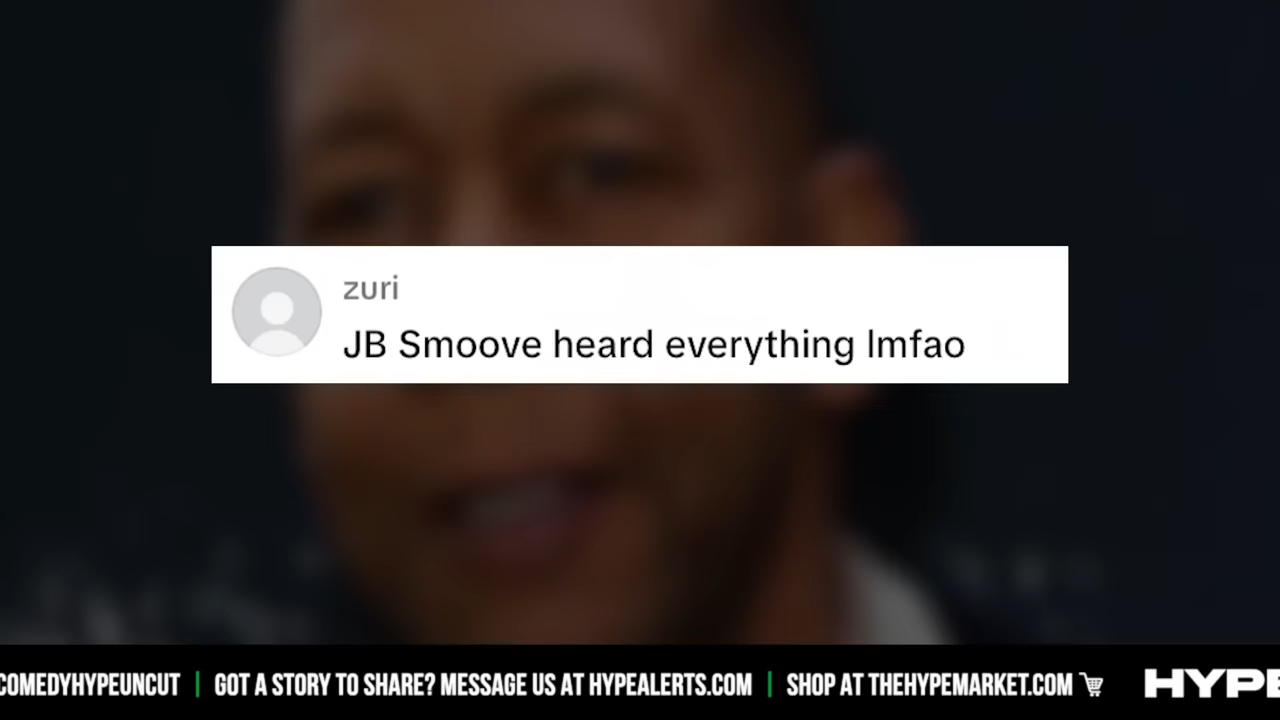 zuri
JB Smoove heard everything lmfao
COMEDYHYPEUNCUT | GOT A STORY TO SHARE? MESSAGE US AT HYPEALERTS.COM | SHOP AT THEHYPEMARKET.COM HYPE